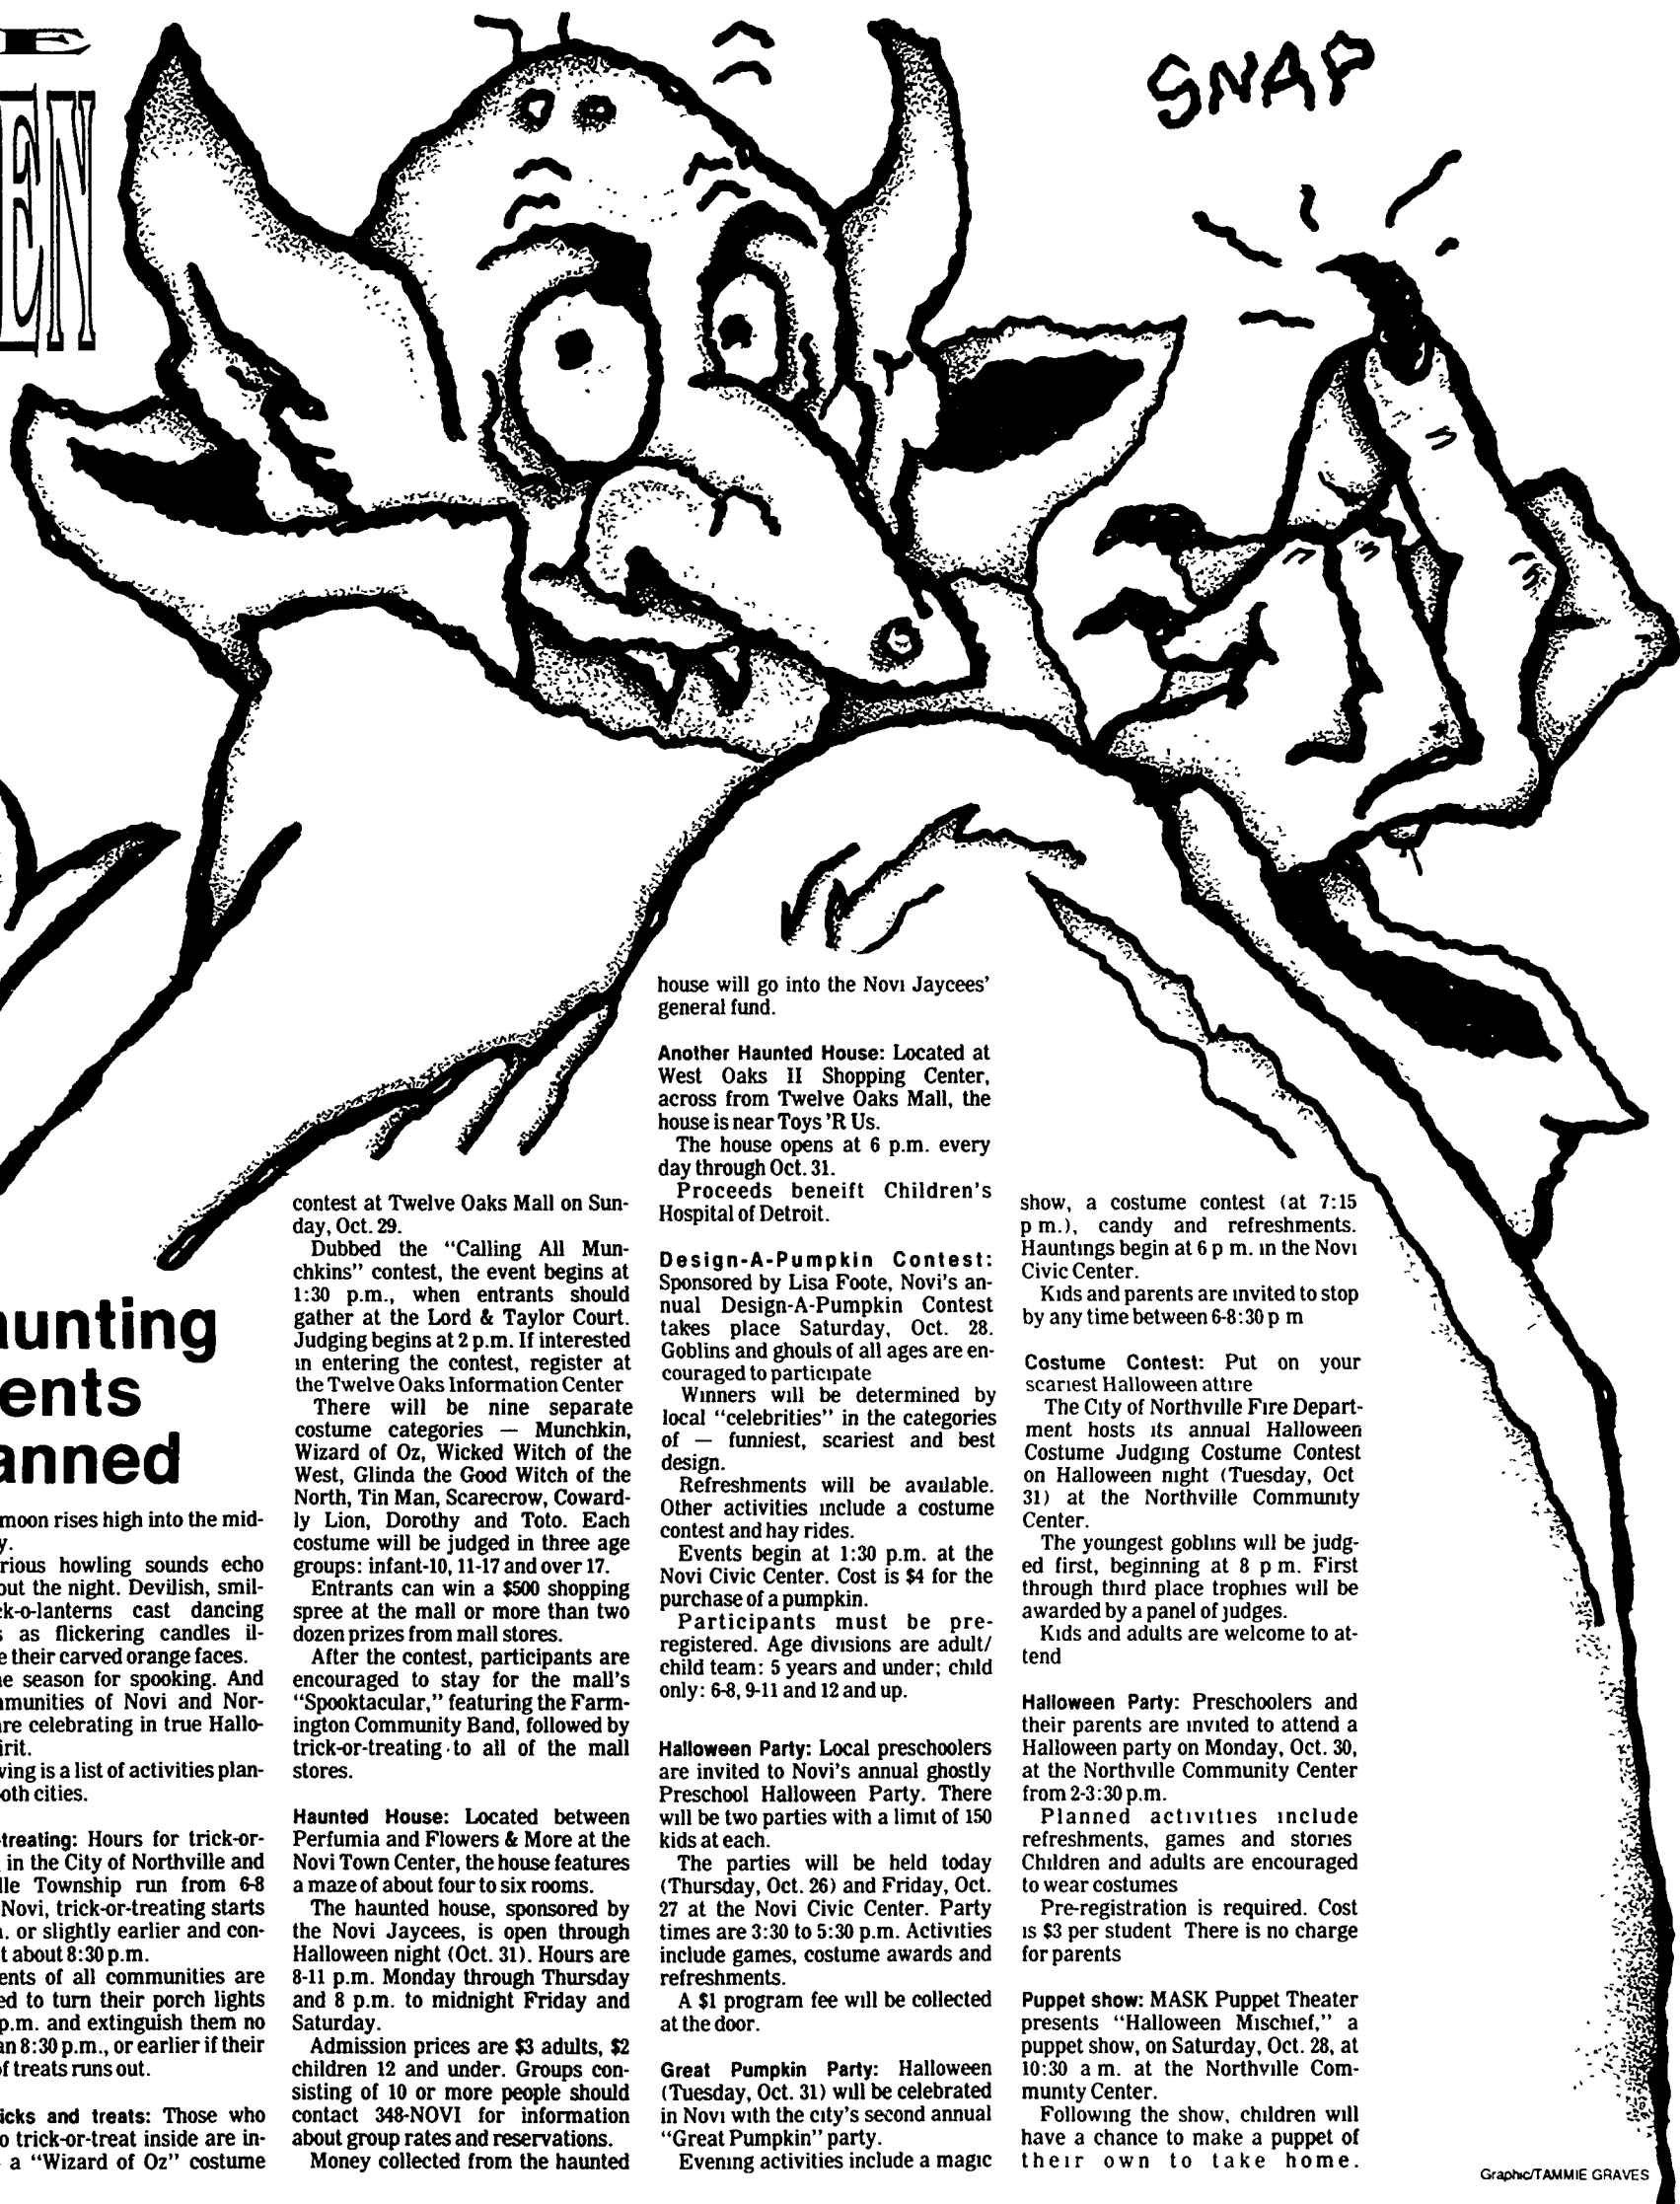 E
EN
SNAP
aunting
ents
anned
moon rises high into the mid-
y.
rious howling sounds echo
out the night. Devilish, smil-
ck-o-lanterns cast dancing
s as flickering candles il-
e their carved orange faces.
he season for spooking. And
mmunities of Novi and Nor-
are celebrating in true Hallo-
irit.
wing is a list of activities plan-
oth cities.
-treating: Hours for trick-or-
in the City of Northville and
lle Township run from 6-8
Novi, trick-or-treating starts
. or slightly earlier and con-
t about 8:30 p.m.
ents of all communities are
ed to turn their porch lights
p.m. and extinguish them no
an 8:30 p.m., or earlier if their
of treats runs out.
icks and treats: Those who
o trick-or-treat inside are in-
a "Wizard of Oz" costume
contest at Twelve Oaks Mall on Sun-
day, Oct. 29.
Dubbed the "Calling All Mun-
chkins" contest, the event begins at
1:30 p.m., when entrants should
gather at the Lord & Taylor Court.
Judging begins at 2 p.m. If interested
in entering the contest, register at
the Twelve Oaks Information Center
There will be nine separate
costume categories — Munchkin,
Wizard of Oz, Wicked Witch of the
West, Glinda the Good Witch of the
North, Tin Man, Scarecrow, Coward-
ly Lion, Dorothy and Toto. Each
costume will be judged in three age
groups: infant-10, 11-17 and over 17.
Entrants can win a $500 shopping
spree at the mall or more than two
dozen prizes from mall stores.
After the contest, participants are
encouraged to stay for the mall's
"Spooktacular," featuring the Farm-
ington Community Band, followed by
trick-or-treating to all of the mall
stores.
Haunted House: Located between
Perfumia and Flowers & More at the
Novi Town Center, the house features
a maze of about four to six rooms.
The haunted house, sponsored by
the Novi Jaycees, is open through
Halloween night (Oct. 31). Hours are
8-11 p.m. Monday through Thursday
and 8 p.m. to midnight Friday and
Saturday.
Admission prices are $3 adults, $2
children 12 and under. Groups con-
sisting of 10 or more people should
contact 348-NOVI for information
about group rates and reservations.
Money collected from the haunted
house will go into the Novi Jaycees'
general fund.
Another Haunted House: Located at
West Oaks II Shopping Center,
across from Twelve Oaks Mall, the
house is near Toys 'R Us.
The house opens at 6 p.m. every
day through Oct. 31.
Proceeds beneift Children's
Hospital of Detroit.
Design-A-Pumpkin Contest:
Sponsored by Lisa Foote, Novi's an-
nual Design-A-Pumpkin Contest
takes place Saturday, Oct. 28.
Goblins and ghouls of all ages are en-
couraged to participate
Winners will be determined by
local "celebrities" in the categories
of — funniest, scariest and best
design.
Refreshments will be available.
Other activities include a costume
contest and hay rides.
Events begin at 1:30 p.m. at the
Novi Civic Center. Cost is $4 for the
purchase of a pumpkin.
Participants must be pre-
registered. Age divisions are adult/
child team: 5 years and under; child
only: 6-8, 9-11 and 12 and up.
Halloween Party: Local preschoolers
are invited to Novi's annual ghostly
Preschool Halloween Party. There
will be two parties with a limit of 150
kids at each.
The parties will be held today
(Thursday, Oct. 26) and Friday, Oct.
27 at the Novi Civic Center. Party
times are 3:30 to 5:30 p.m. Activities
include games, costume awards and
refreshments.
A $1 program fee will be collected
at the door.
Great Pumpkin Party: Halloween
(Tuesday, Oct. 31) will be celebrated
in Novi with the city's second annual
"Great Pumpkin" party.
Evening activities include a magic
show, a costume contest (at 7:15
p m.), candy and refreshments.
Hauntings begin at 6 p m. in the Novi
Civic Center.
Kids and parents are invited to stop
by any time between 6-8:30 p m
Costume Contest: Put on your
scariest Halloween attire
The City of Northville Fire Depart-
ment hosts its annual Halloween
Costume Judging Costume Contest
on Halloween night (Tuesday, Oct
31) at the Northville Community
Center.
The youngest goblins will be judg-
ed first, beginning at 8 p m. First
through third place trophies will be
awarded by a panel of judges.
Kids and adults are welcome to at-
tend
Halloween Party: Preschoolers and
their parents are invited to attend a
Halloween party on Monday, Oct. 30,
at the Northville Community Center
from 2-3:30 p.m.
Planned activities include
refreshments, games and stories
Children and adults are encouraged
to wear costumes
Pre-registration is required. Cost
is $3 per student There is no charge
for parents
Puppet show: MASK Puppet Theater
presents "Halloween Mischief," a
puppet show, on Saturday, Oct. 28, at
10:30 a m. at the Northville Com-
munity Center.
Following the show, children will
have a chance to make a puppet of
their own to take home.
Graphic/TAMMIE GRAVES